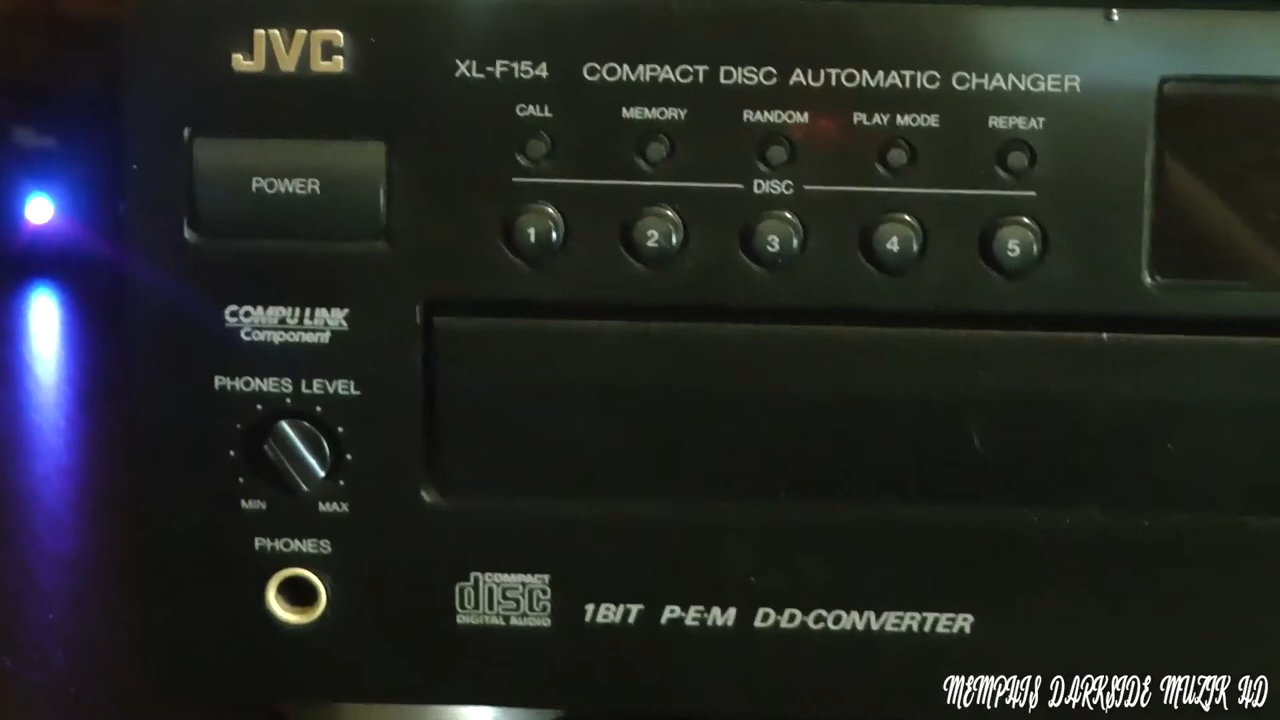 JVC
XL-F154 COMPACT DISC AUTOMATIC CHANGER
CALL MEMORY RANDOM PLAY MODE REPEAT
POWER
DISC
1 2 3 4 5
COMPU LINK
Component
PHONES LEVEL
MIN MAX
PHONES
COMPACT
disc
DIGITAL AUDIO
1BIT P·E·M D·D·CONVERTER
MEMPHIS DARKSIDE MUZIK HD